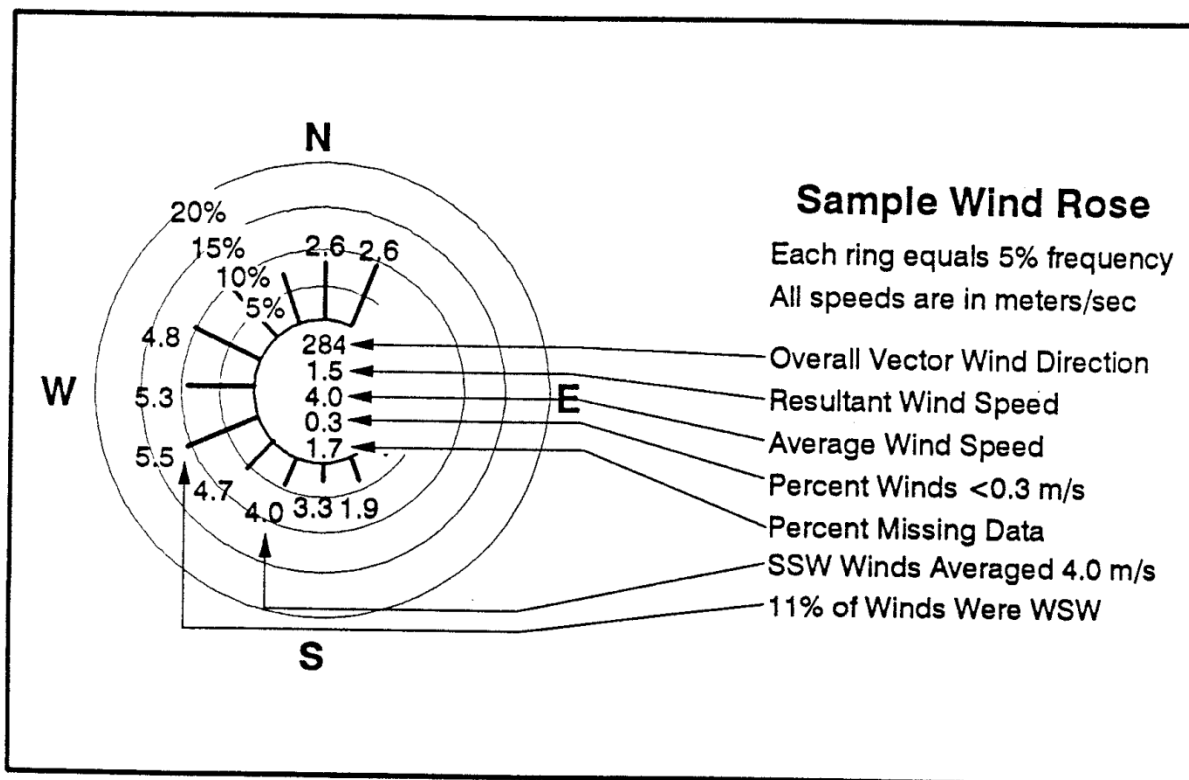 N
Sample Wind Rose
Each ring equals 5% frequency
All speeds are in meters/sec
20%
15%
10%
5%
2.6 2.6
4.8
5.3
5.5
4.7
4.0
3.3
1.9
W
E
S
284
1.5
4.0
0.3
1.7
Overall Vector Wind Direction
Resultant Wind Speed
Average Wind Speed
Percent Winds <0.3 m/s
Percent Missing Data
SSW Winds Averaged 4.0 m/s
11% of Winds Were WSW